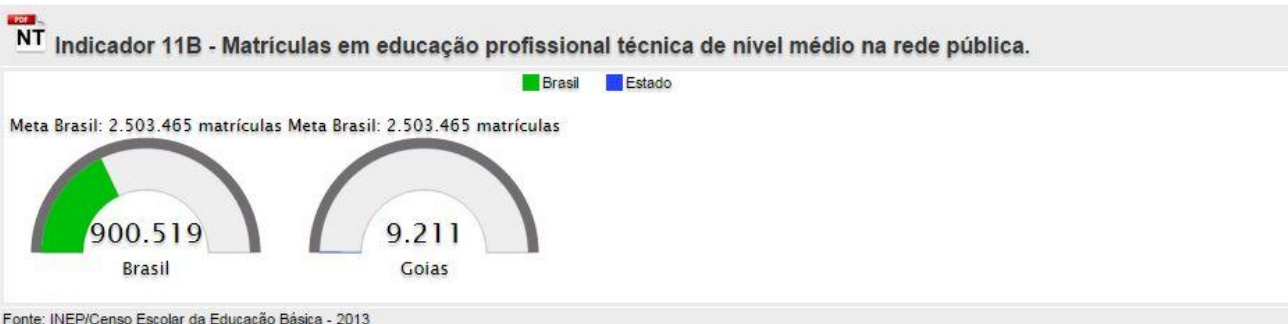 PDF
NT Indicador 11B - Matrículas em educação profissional técnica de nível médio na rede pública.
Brasil Estado
Meta Brasil: 2.503.465 matrículas Meta Brasil: 2.503.465 matrículas
900.519 9.211
Brasil Goias
Fonte: INEP/Censo Escolar da Educação Básica - 2013